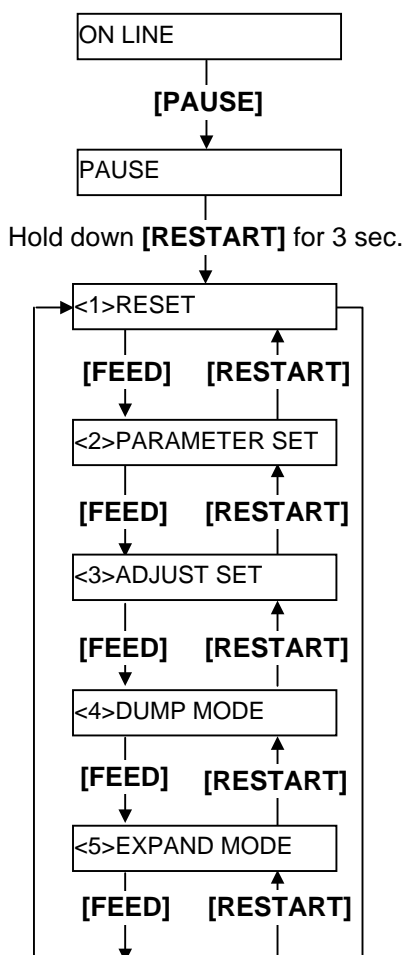 ON LINE
[PAUSE]
PAUSE
Hold down [RESTART] for 3 sec.
<1>RESET
[FEED] [RESTART]
<2>PARAMETER SET
[FEED] [RESTART]
<3>ADJUST SET
[FEED] [RESTART]
<4>DUMP MODE
[FEED] [RESTART]
<5>EXPAND MODE
[FEED] [RESTART]